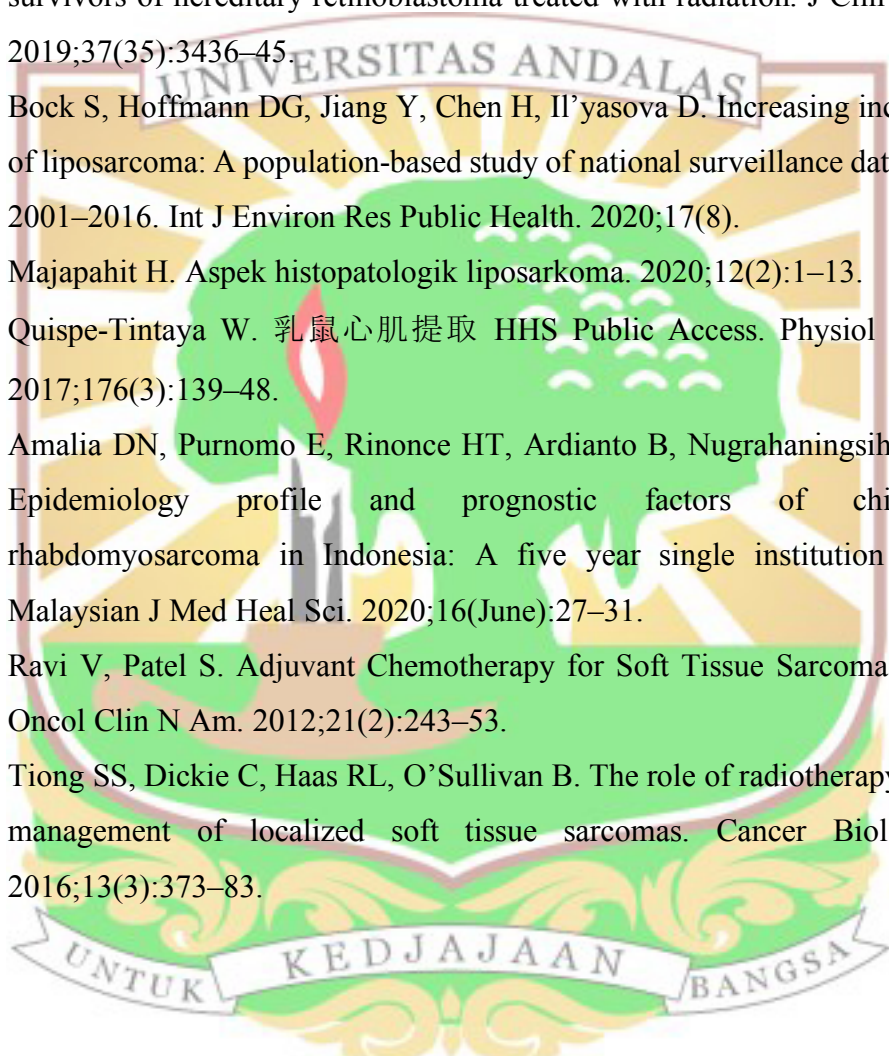 survivors of hereditary retinoblastoma treated with radiation. J Clin
2019;37(35):3436–45.
UNIVERSITAS ANDALAS
Bock S, Hoffmann DG, Jiang Y, Chen H, Il’yasova D. Increasing inc
of liposarcoma: A population-based study of national surveillance dat
2001–2016. Int J Environ Res Public Health. 2020;17(8).
Majapahit H. Aspek histopatologik liposarkoma. 2020;12(2):1–13.
Quispe-Tintaya W. 乳鼠心肌提取 HHS Public Access. Physiol
2017;176(3):139–48.
Amalia DN, Purnomo E, Rinonce HT, Ardianto B, Nugrahaningsih
Epidemiology profile and prognostic factors of chi
rhabdomyosarcoma in Indonesia: A five year single institution
Malaysian J Med Heal Sci. 2020;16(June):27–31.
Ravi V, Patel S. Adjuvant Chemotherapy for Soft Tissue Sarcoma
Oncol Clin N Am. 2012;21(2):243–53.
Tiong SS, Dickie C, Haas RL, O’Sullivan B. The role of radiotherapy
management of localized soft tissue sarcomas. Cancer Biol
2016;13(3):373–83.
UNTUK KEDJAJAAN BANGSA